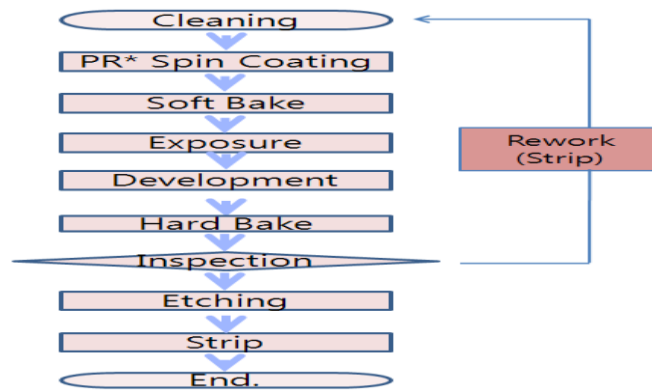 Cleaning
PR* Spin Coating
Soft Bake
Exposure
Development
Hard Bake
Inspection
Etching
Strip
End.
Rework
(Strip)